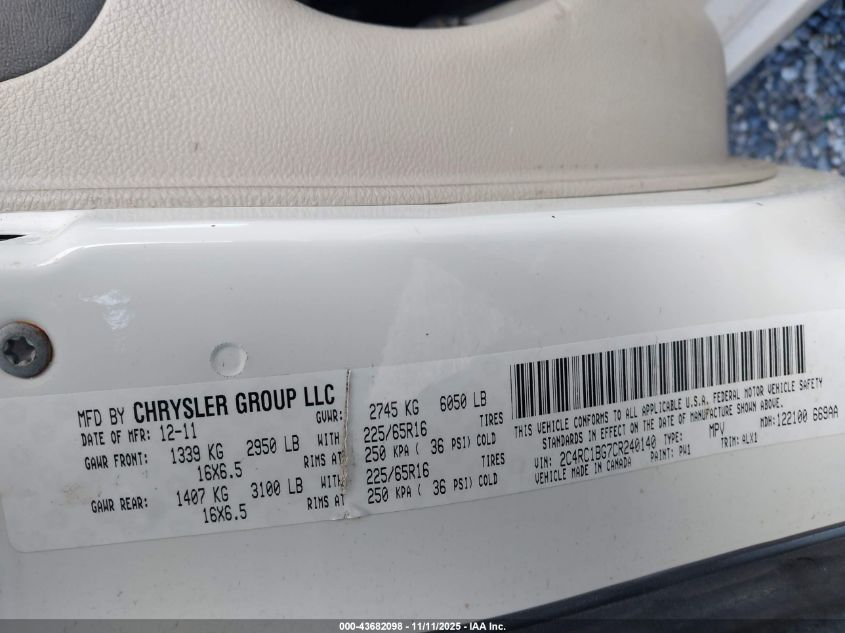 MFD BY CHRYSLER GROUP LLC
DATE OF MFR: 12-11 GVWR: 2745 KG 6050 LB
GAWR FRONT: 1339 KG 2950 LB WITH 225/65R16 TIRES
16X6.5 RIMS AT 250 KPA ( 36 PSI) COLD
GAWR REAR: 1407 KG 3100 LB WITH 225/65R16 TIRES
16X6.5 RIMS AT 250 KPA ( 36 PSI) COLD
THIS VEHICLE CONFORMS TO ALL APPLICABLE U.S.A. FEDERAL MOTOR VEHICLE SAFETY
STANDARDS IN EFFECT ON THE DATE OF MANUFACTURE SHOWN ABOVE.
MDH: 122100 668AA
VIN: 2C4RC1BG7CR240140 TYPE: MPV
VEHICLE MADE IN CANADA PAINT: PW1 TRIM: ALX1
000-43682098 - 11/11/2025 - IAA Inc.